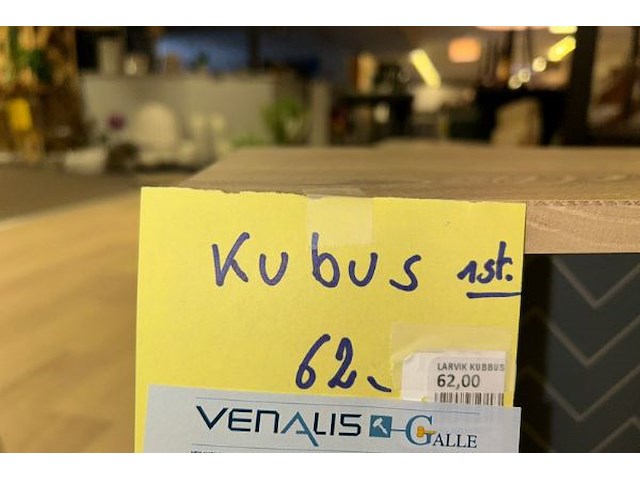 Kubus 1st.
62-
LARVIK KUBBUS
62,00
VENALIS GALLE